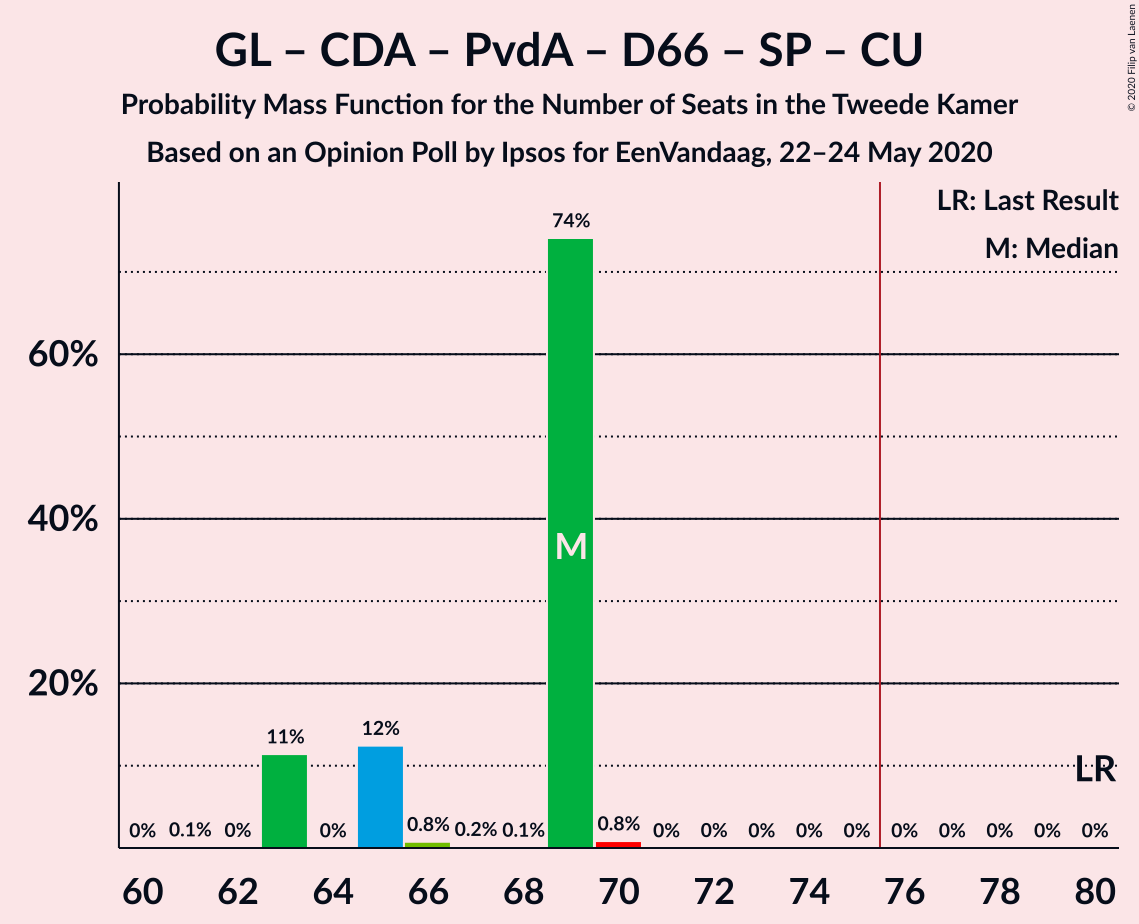 GL – CDA – PvdA – D66 – SP – CU
Probability Mass Function for the Number of Seats in the Tweede Kamer
Based on an Opinion Poll by Ipsos for EenVandaag, 22–24 May 2020
© 2020 Filip van Laenen
LR: Last Result
M: Median
74%
60%
40%
M
20%
11%
12%
LR
0% 0.1% 0% 0% 0.8% 0.2% 0.1% 0.8% 0% 0% 0% 0% 0% 0% 0% 0% 0% 0%
60 62 64 66 68 70 72 74 76 78 80